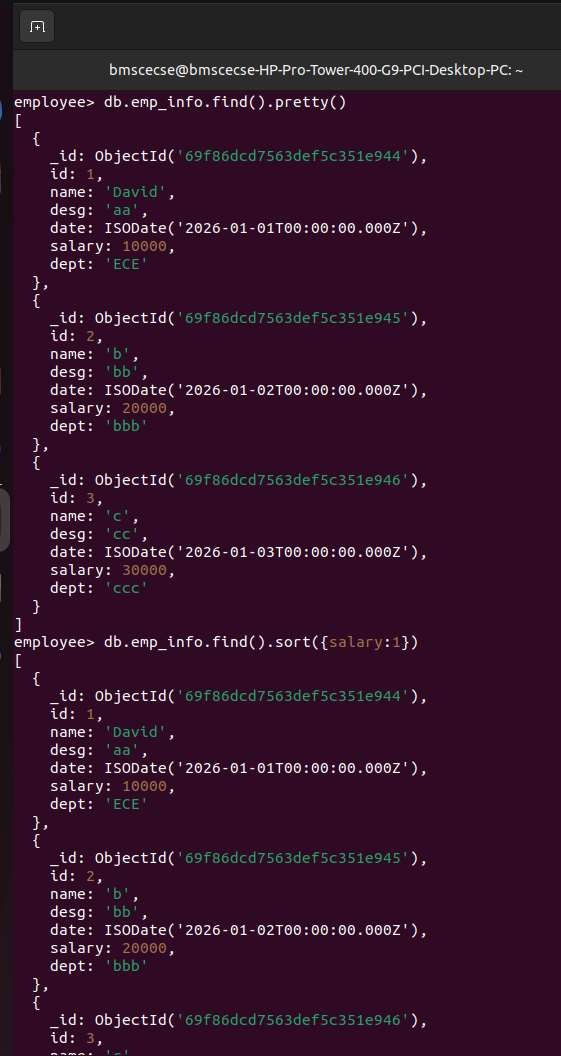 bmscecse@bmscecse-HP-Pro-Tower-400-G9-PCI-Desktop-PC: ~
employee> db.emp_info.find().pretty()
[
  {
    _id: ObjectId('69f86dcd7563def5c351e944'),
    id: 1,
    name: 'David',
    desg: 'aa',
    date: ISODate('2026-01-01T00:00:00.000Z'),
    salary: 10000,
    dept: 'ECE'
  },
  {
    _id: ObjectId('69f86dcd7563def5c351e945'),
    id: 2,
    name: 'b',
    desg: 'bb',
    date: ISODate('2026-01-02T00:00:00.000Z'),
    salary: 20000,
    dept: 'bbb'
  },
  {
    _id: ObjectId('69f86dcd7563def5c351e946'),
    id: 3,
    name: 'c',
    desg: 'cc',
    date: ISODate('2026-01-03T00:00:00.000Z'),
    salary: 30000,
    dept: 'ccc'
  }
]
employee> db.emp_info.find().sort({salary:1})
[
  {
    _id: ObjectId('69f86dcd7563def5c351e944'),
    id: 1,
    name: 'David',
    desg: 'aa',
    date: ISODate('2026-01-01T00:00:00.000Z'),
    salary: 10000,
    dept: 'ECE'
  },
  {
    _id: ObjectId('69f86dcd7563def5c351e945'),
    id: 2,
    name: 'b',
    desg: 'bb',
    date: ISODate('2026-01-02T00:00:00.000Z'),
    salary: 20000,
    dept: 'bbb'
  },
  {
    _id: ObjectId('69f86dcd7563def5c351e946'),
    id: 3,
    name: 'c',